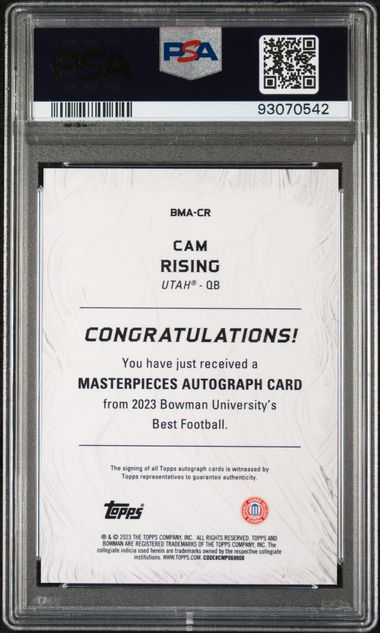 PSA
PSA
93070542
BMA-CR
CAM
RISING
UTAH® - QB
CONGRATULATIONS!
You have just received a
MASTERPIECES AUTOGRAPH CARD
from 2023 Bowman University's
Best Football.
The signing of all Topps autograph cards is witnessed by
Topps representatives to guarantee authenticity.
Topps
® & © 2023 THE TOPPS COMPANY, INC. ALL RIGHTS RESERVED. TOPPS AND
BOWMAN ARE REGISTERED TRADEMARKS OF THE TOPPS COMPANY, INC.
The collegiate indicia used herein are trademarks owned by the respective collegiate
institutions. WWW.TOPPS.COM. CODE#CMP069808